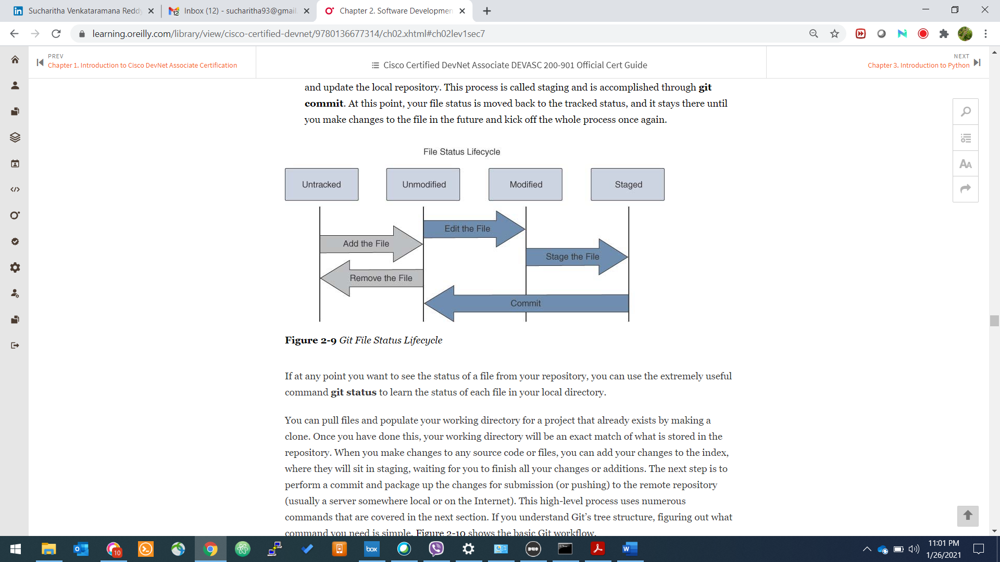 Sucharitha Venkataramana Reddy
Inbox (12) - sucharitha93@gmail
Chapter 2. Software Developmen
learning.oreilly.com/library/view/cisco-certified-devnet/9780136677314/ch02.xhtml#ch02lev1sec7
PREV
Chapter 1. Introduction to Cisco DevNet Associate Certification
Cisco Certified DevNet Associate DEVASC 200-901 Official Cert Guide
NEXT
Chapter 3. Introduction to Python
and update the local repository. This process is called staging and is accomplished through git
commit. At this point, your file status is moved back to the tracked status, and it stays there until
you make changes to the file in the future and kick off the whole process once again.
File Status Lifecycle
Untracked
Unmodified
Modified
Staged
Edit the File
Add the File
Stage the File
Remove the File
Commit
Figure 2-9 Git File Status Lifecycle
If at any point you want to see the status of a file from your repository, you can use the extremely useful
command git status to learn the status of each file in your local directory.
You can pull files and populate your working directory for a project that already exists by making a
clone. Once you have done this, your working directory will be an exact match of what is stored in the
repository. When you make changes to any source code or files, you can add your changes to the index,
where they will sit in staging, waiting for you to finish all your changes or additions. The next step is to
perform a commit and package up the changes for submission (or pushing) to the remote repository
(usually a server somewhere local or on the Internet). This high-level process uses numerous
commands that are covered in the next section. If you understand Git’s tree structure, figuring out what
command you need is simple. Figure 2-10 shows the basic Git workflow.
AA
in
12
10
box
DUO
W
11:01 PM
1/26/2021